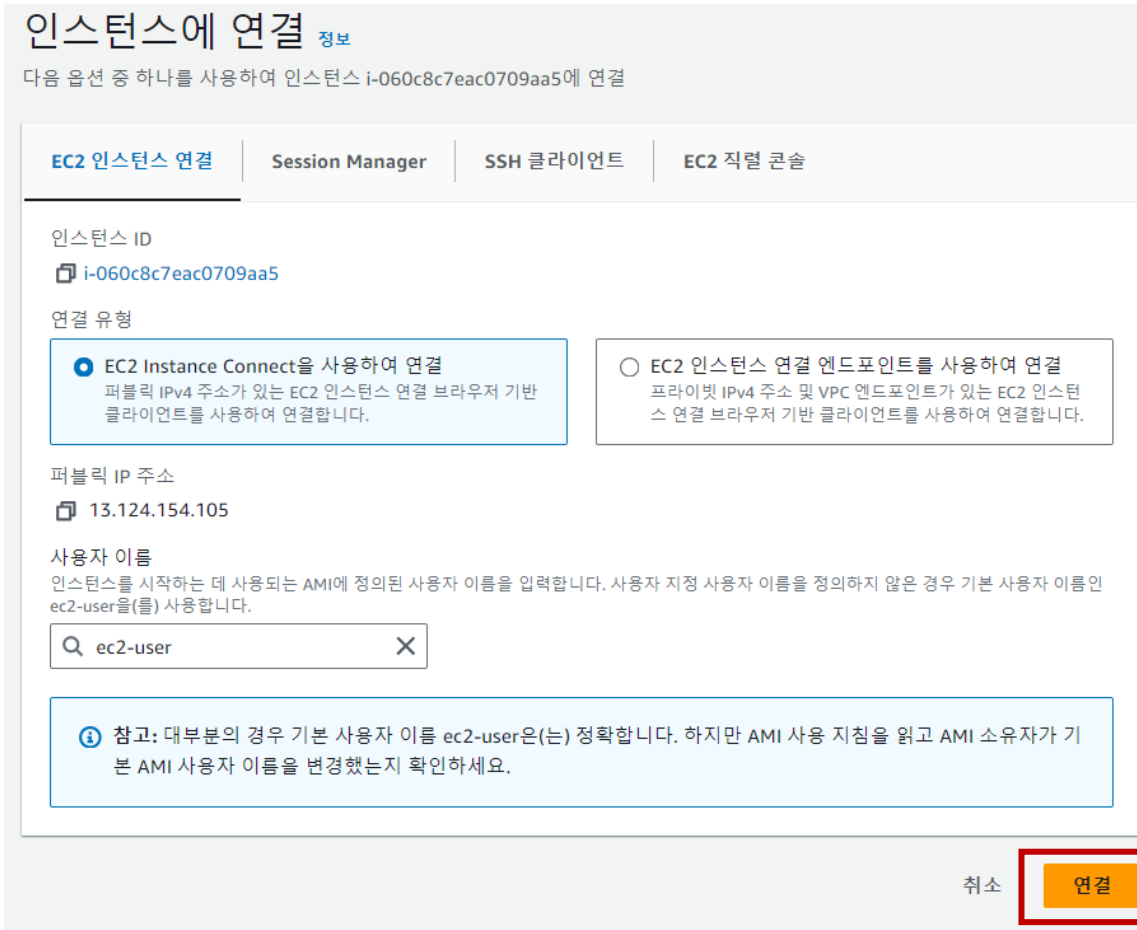 인스턴스에 연결 정보
다음 옵션 중 하나를 사용하여 인스턴스 i-060c8c7eac0709aa5에 연결
EC2 인스턴스 연결 Session Manager SSH 클라이언트 EC2 직렬 콘솔
인스턴스 ID
i-060c8c7eac0709aa5
연결 유형
EC2 Instance Connect을 사용하여 연결
퍼블릭 IPv4 주소가 있는 EC2 인스턴스 연결 브라우저 기반
클라이언트를 사용하여 연결합니다.
EC2 인스턴스 연결 엔드포인트를 사용하여 연결
프라이빗 IPv4 주소 및 VPC 엔드포인트가 있는 EC2 인스턴
스 연결 브라우저 기반 클라이언트를 사용하여 연결합니다.
퍼블릭 IP 주소
13.124.154.105
사용자 이름
인스턴스를 시작하는 데 사용되는 AMI에 정의된 사용자 이름을 입력합니다. 사용자 지정 사용자 이름을 정의하지 않은 경우 기본 사용자 이름인
ec2-user을(를) 사용합니다.
ec2-user
참고: 대부분의 경우 기본 사용자 이름 ec2-user은(는) 정확합니다. 하지만 AMI 사용 지침을 읽고 AMI 소유자가 기
본 AMI 사용자 이름을 변경했는지 확인하세요.
취소 연결